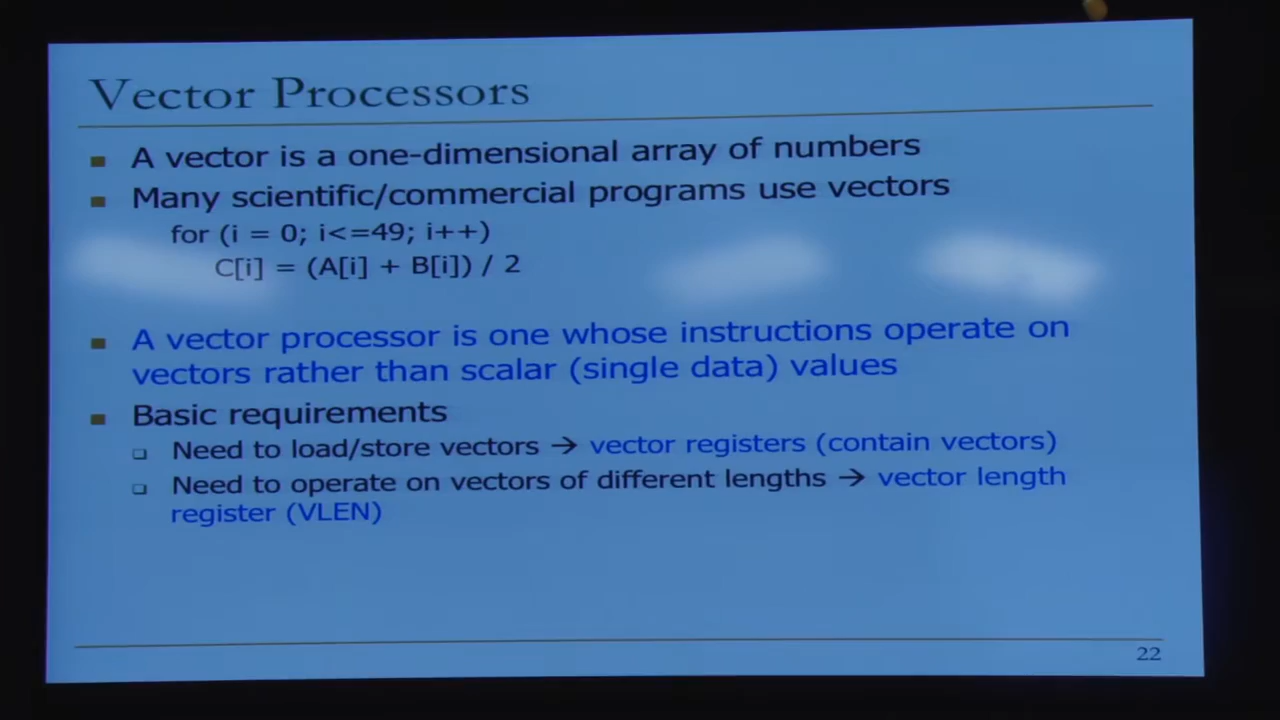 Vector Processors
A vector is a one-dimensional array of numbers
Many scientific/commercial programs use vectors
for (i = 0; i<=49; i++)
C[i] = (A[i] + B[i]) / 2
A vector processor is one whose instructions operate on
vectors rather than scalar (single data) values
Basic requirements
Need to load/store vectors → vector registers (contain vectors)
Need to operate on vectors of different lengths → vector length
register (VLEN)
22